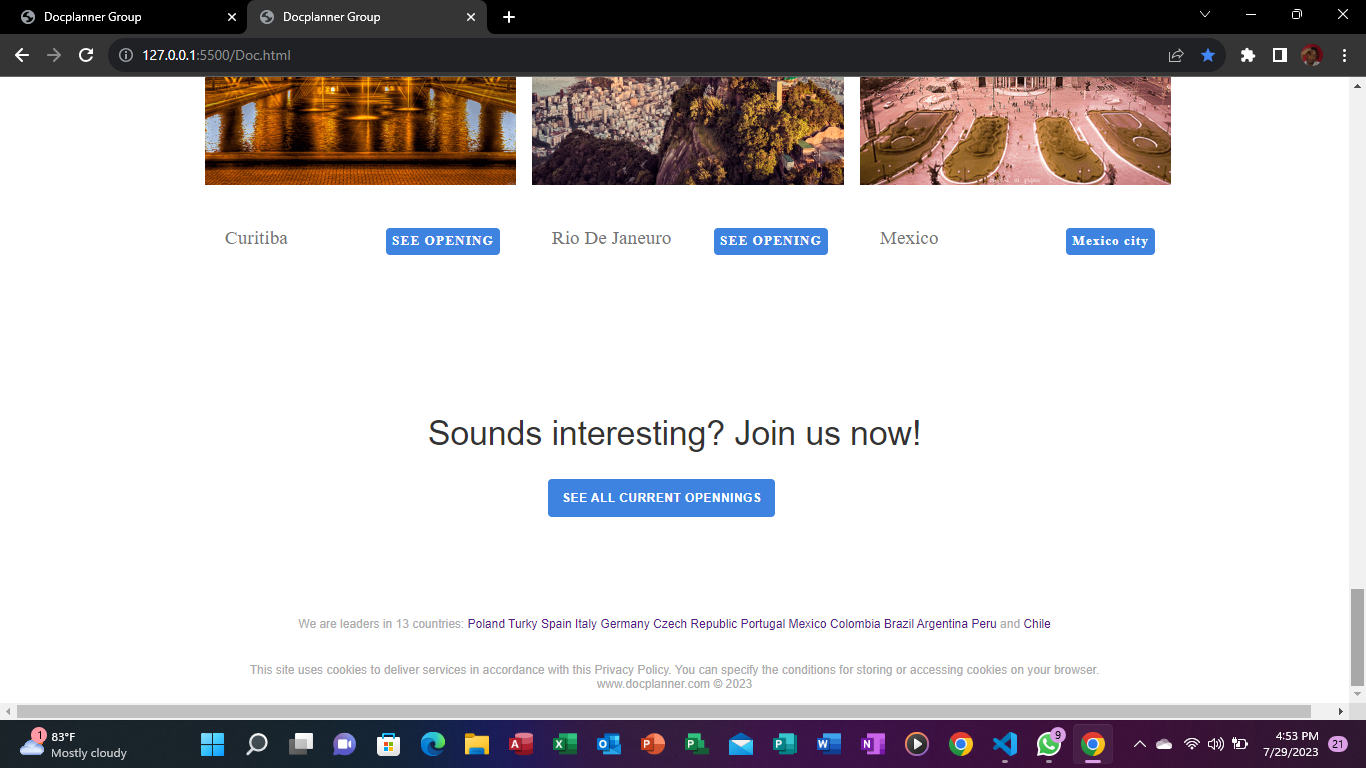 Docplanner Group
Docplanner Group
127.0.0.1:5500/Doc.html
Curitiba
SEE OPENING
Rio De Janeuro
SEE OPENING
Mexico
Mexico city
Sounds interesting? Join us now!
SEE ALL CURRENT OPENNINGS
We are leaders in 13 countries: Poland Turky Spain Italy Germany Czech Republic Portugal Mexico Colombia Brazil Argentina Peru and Chile
This site uses cookies to deliver services in accordance with this Privacy Policy. You can specify the conditions for storing or accessing cookies on your browser.
www.docplanner.com © 2023
1
83°F
Mostly cloudy
9
4:53 PM
7/29/2023
21